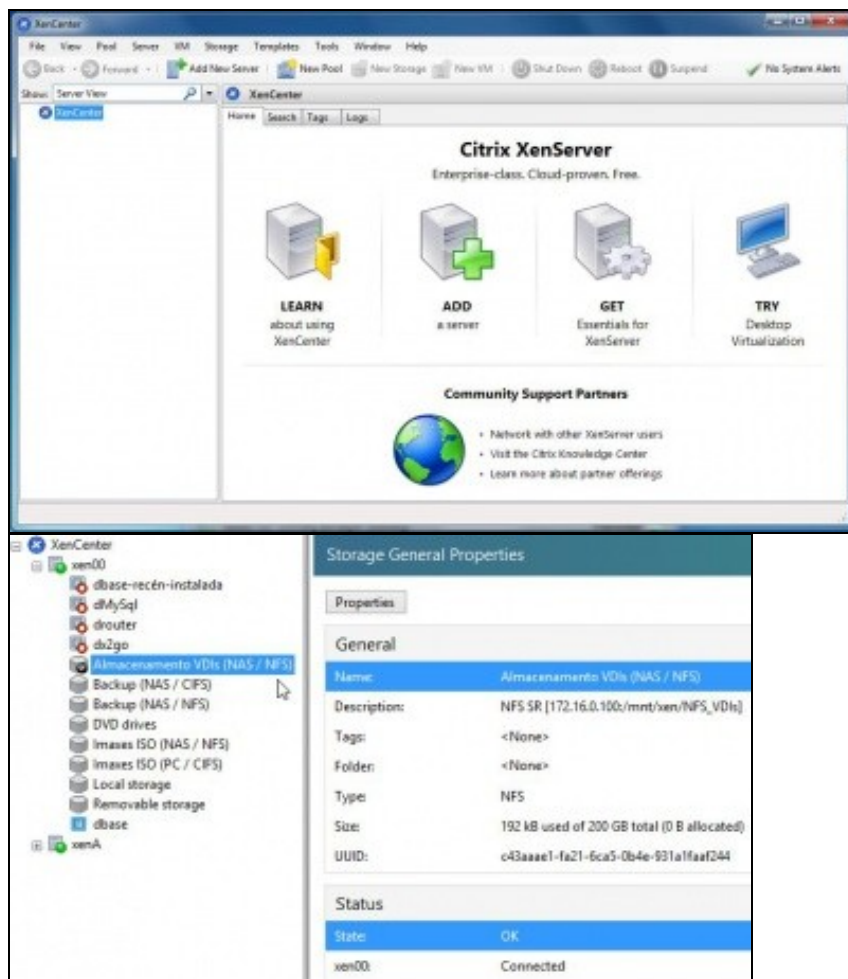 XenCenter
File View Pool Server VM Storage Templates Tools Window Help
Back Forward Add New Server New Pool New Storage New VM Shut Down Reboot Suspend No System Alerts
Show: Server View XenCenter
XenCenter
Home Search Tags Logs
Citrix XenServer
Enterprise-class. Cloud-proven. Free.
LEARN ADD GET TRY
about using a server Essentials for Desktop
XenCenter XenServer Virtualization
Community Support Partners
Network with other XenServer users
Visit the Citrix Knowledge Center
Learn more about partner offerings
XenCenter
xen00
dbase-recén-instalada
dMySql
drouter
dx2go
Almacenamento VDIs (NAS / NFS)
Backup (NAS / CIFS)
Backup (NAS / NFS)
DVD drives
Imaxes ISO (NAS / NFS)
Imaxes ISO (PC / CIFS)
Local storage
Removable storage
dbase
xenA
Storage General Properties
Properties
General
Name: Almacenamento VDIs (NAS / NFS)
Description: NFS SR [172.16.0.100:/mnt/xen/NFS_VDIs]
Tags: <None>
Folder: <None>
Type: NFS
Size: 192 kB used of 200 GB total (0 B allocated)
UUID: c43aaae1-fa21-6ca5-0b4e-931a1faaf244
Status
State: OK
xen00: Connected